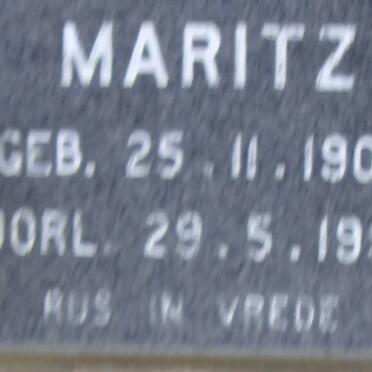 MARITZ
GEB. 25.11.190
OORL. 29.5.19
RUS IN VREDE